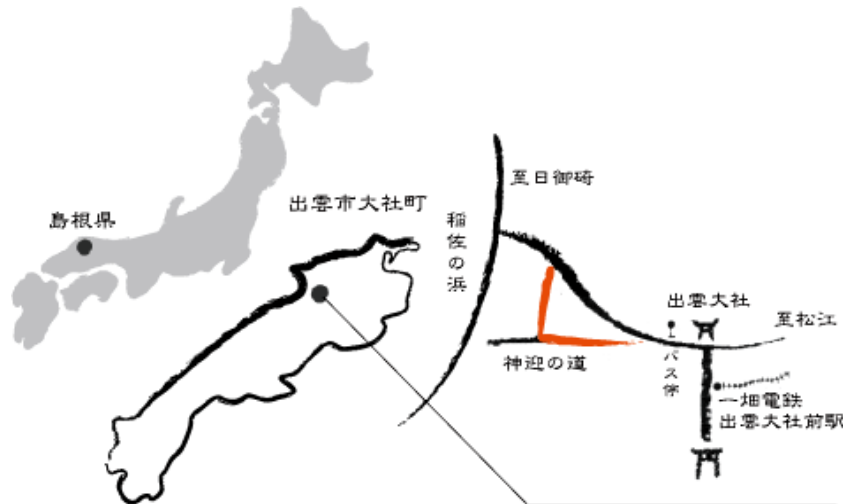 島根県
出雲市大社町
稲佐の浜
至日御碕
神迎の道
出雲大社
至松江
バス停
一畑電鉄
出雲大社前駅